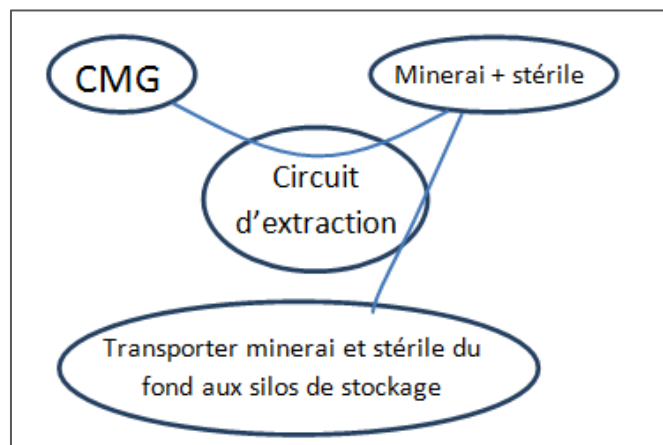 CMG
Minerai + stérile
Circuit
d'extraction
Transporter minerai et stérile du
fond aux silos de stockage